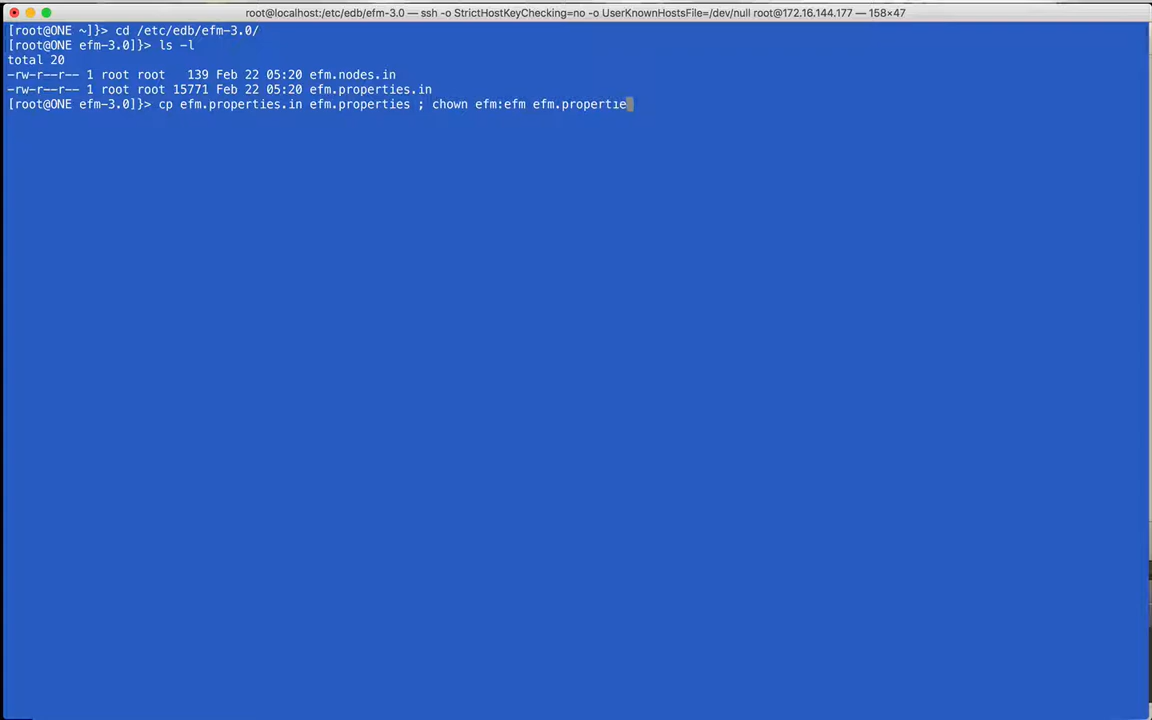 root@localhost:/etc/edb/efm-3.0 — ssh -o StrictHostKeyChecking=no -o UserKnownHostsFile=/dev/null root@172.16.144.177 — 158×47
[root@ONE ~]}> cd /etc/edb/efm-3.0/
[root@ONE efm-3.0]}> ls -l
total 20
-rw-r--r-- 1 root root   139 Feb 22 05:20 efm.nodes.in
-rw-r--r-- 1 root root 15771 Feb 22 05:20 efm.properties.in
[root@ONE efm-3.0]}> cp efm.properties.in efm.properties ; chown efm:efm efm.propertie